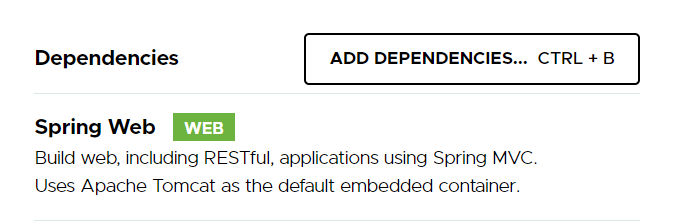 Dependencies ADD DEPENDENCIES... CTRL + B
Spring Web WEB
Build web, including RESTful, applications using Spring MVC.
Uses Apache Tomcat as the default embedded container.